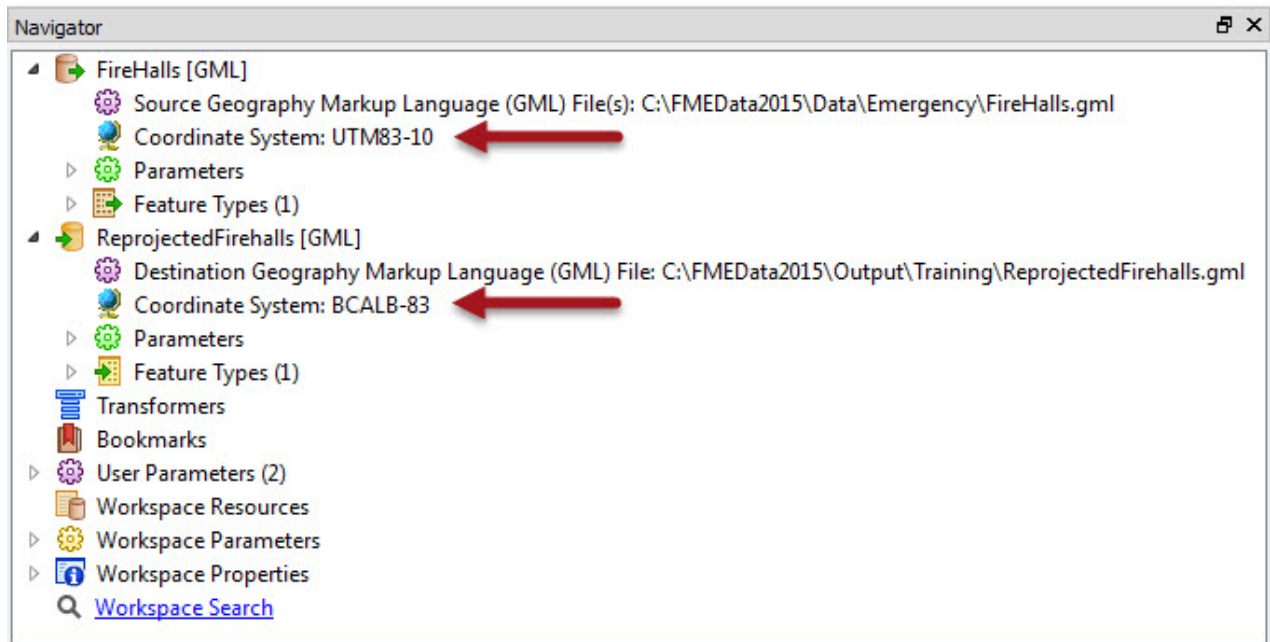 Navigator
FireHalls [GML]
Source Geography Markup Language (GML) File(s): C:\FMEData2015\Data\Emergency\FireHalls.gml
Coordinate System: UTM83-10
Parameters
Feature Types (1)
ReprojectedFirehalls [GML]
Destination Geography Markup Language (GML) File: C:\FMEData2015\Output\Training\ReprojectedFirehalls.gml
Coordinate System: BCALB-83
Parameters
Feature Types (1)
Transformers
Bookmarks
User Parameters (2)
Workspace Resources
Workspace Parameters
Workspace Properties
Workspace Search